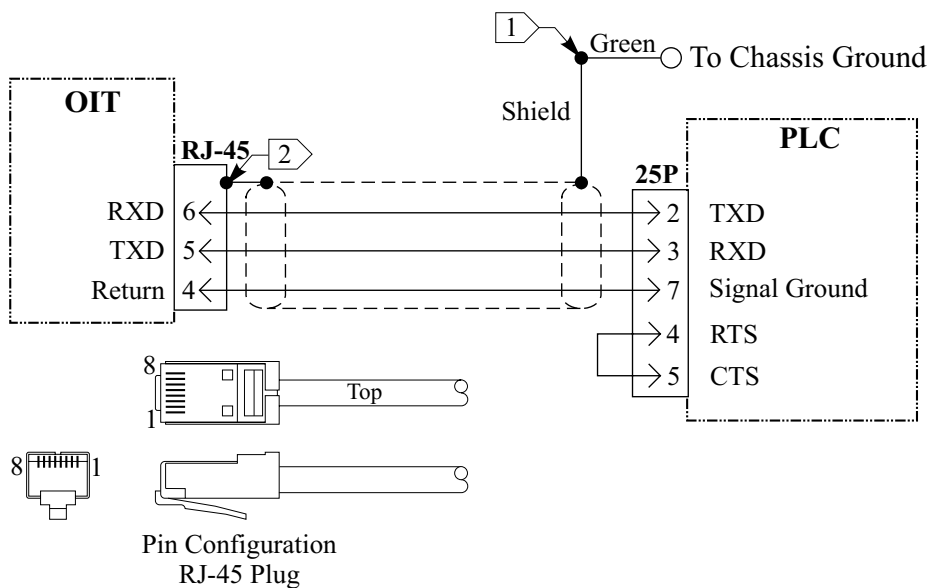 1
Green
To Chassis Ground
OIT
Shield
PLC
RJ-45
2
25P
RXD 6 2 TXD
TXD 5 3 RXD
Return 4 7 Signal Ground
4 RTS
5 CTS
8
Top
1
8 1
Pin Configuration
RJ-45 Plug